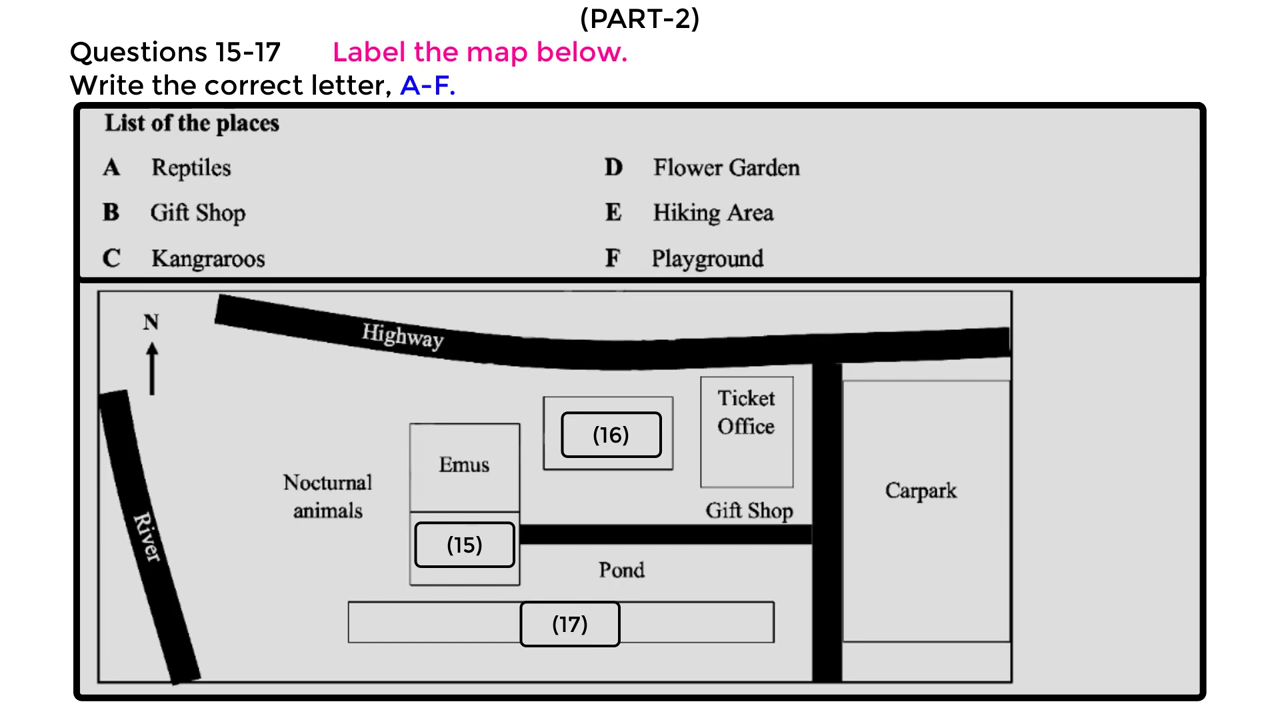 (PART-2)
Questions 15-17 Label the map below.
Write the correct letter, A-F.
List of the places
A Reptiles
B Gift Shop
C Kangraroos
D Flower Garden
E Hiking Area
F Playground
N
Highway
River
Nocturnal
animals
Emus
(15)
(16)
Ticket
Office
Gift Shop
Pond
(17)
Carpark